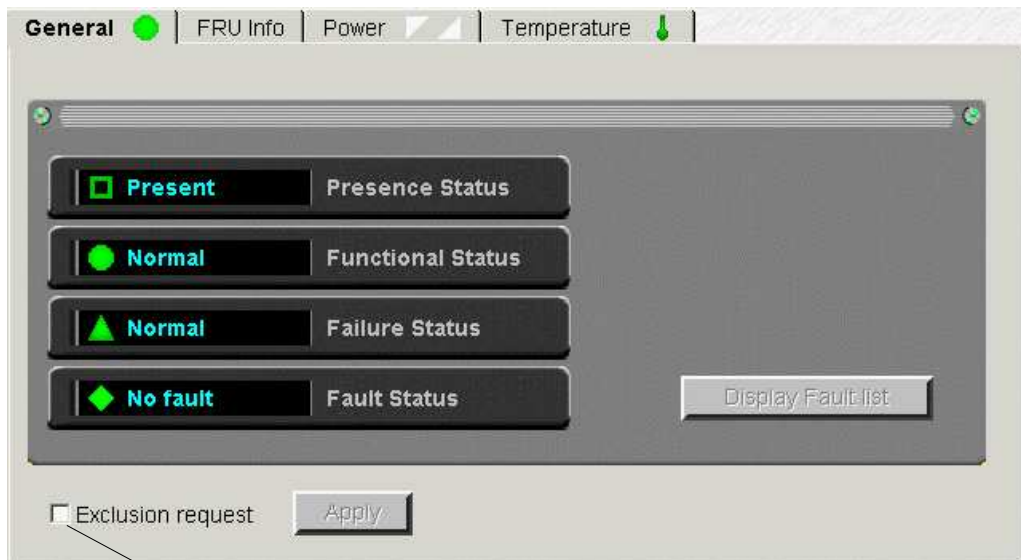 General FRU Info Power Temperature
Present Presence Status
Normal Functional Status
Normal Failure Status
No fault Fault Status
Display Fault list
Exclusion request Apply